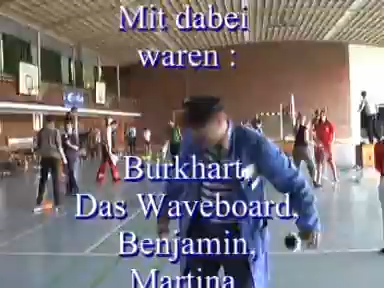 Mit dabei
waren :
Burkhart,
Das Waveboard,
Benjamin,
Martina